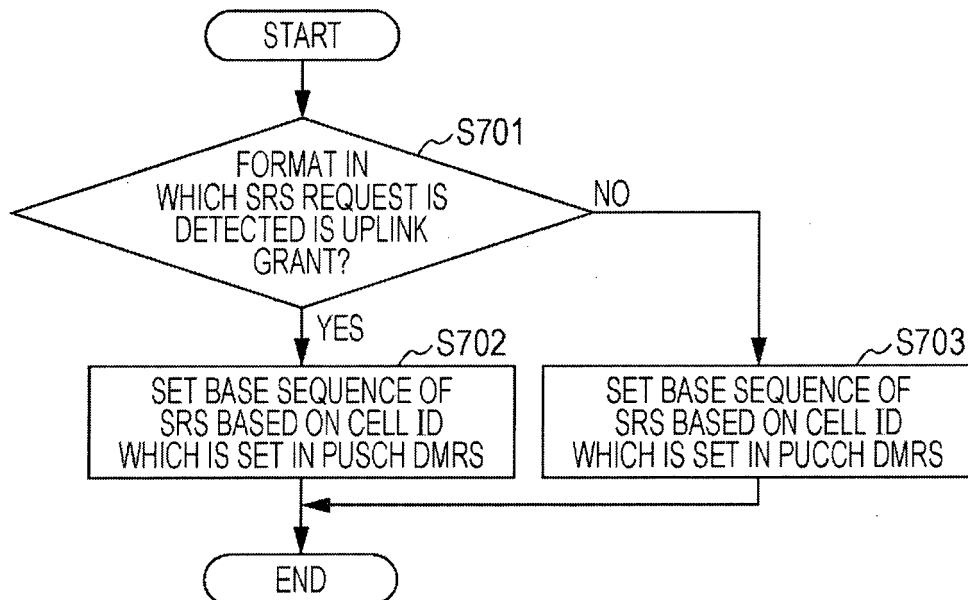 START
S701
FORMAT IN
WHICH SRS REQUEST IS
DETECTED IS UPLINK
GRANT?
NO
YES
S702
SET BASE SEQUENCE OF
SRS BASED ON CELL ID
WHICH IS SET IN PUSCH DMRS
S703
SET BASE SEQUENCE OF
SRS BASED ON CELL ID
WHICH IS SET IN PUCCH DMRS
END